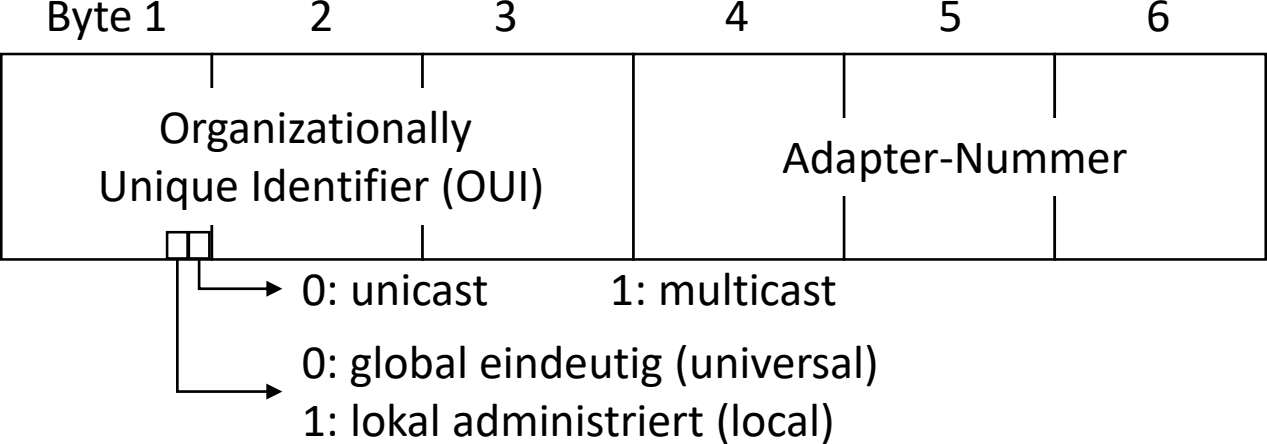 Byte 1 2 3 4 5 6
Organizationally
Unique Identifier (OUI)
Adapter-Nummer
0: unicast 1: multicast
0: global eindeutig (universal)
1: lokal administriert (local)